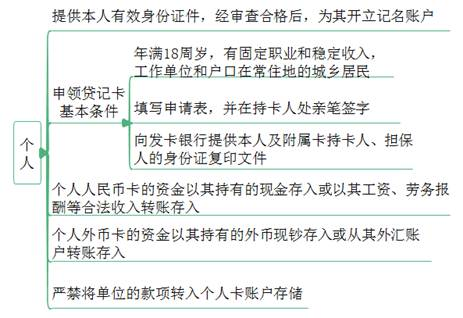 提供本人有效身份证件，经审查合格后，为其开立记名账户
年满18周岁，有固定职业和稳定收入，
工作单位和户口在常住地的城乡居民
申领贷记卡
基本条件
填写申请表，并在持卡人处亲笔签字
向发卡银行提供本人及附属卡持卡人、担保
人的身份证复印文件
个人
个人人民币卡的资金以其持有的现金存入或以其工资、劳务报
酬等合法收入转账存入
个人外币卡的资金以其持有的外币现钞存入或从其外汇账
户转账存入
严禁将单位的款项转入个人卡账户存储